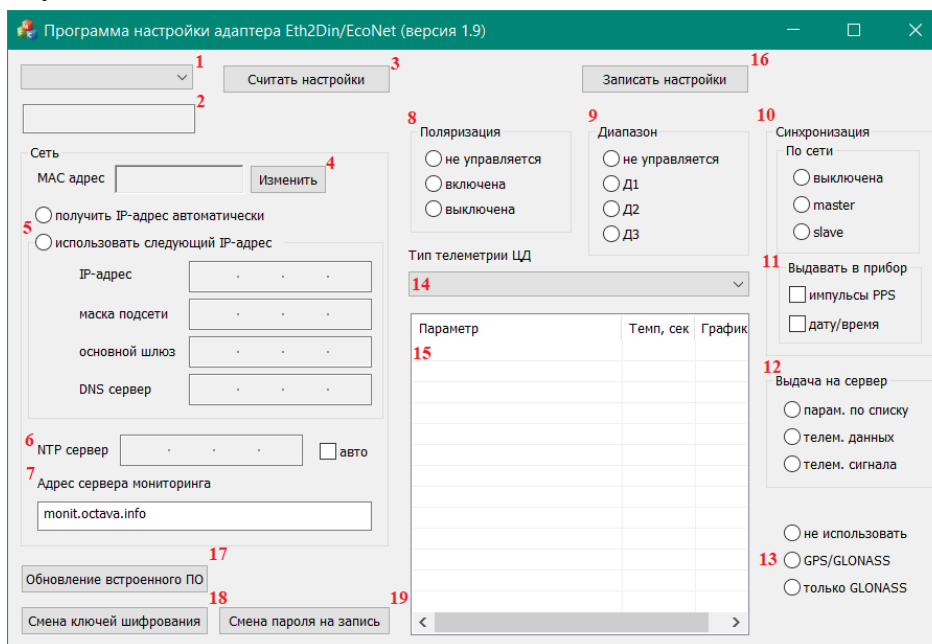 Программа настройки адаптера Eth2Din/EcoNet (версия 1.9)
1
Считать настройки
3
Записать настройки
16
2
Сеть
MAC адрес
Изменить
4
5
получить IP-адрес автоматически
использовать следующий IP-адрес
IP-адрес
маска подсети
основной шлюз
DNS сервер
6
NTP сервер
авто
7
Адрес сервера мониторинга
monit.octava.info
17
Обновление встроенного ПО
18
Смена ключей шифрования
19
Смена пароля на запись
8
Поляризация
не управляется
включена
выключена
9
Диапазон
не управляется
Д1
Д2
Д3
Тип телеметрии ЦД
14
Параметр
Темп, сек
График
15
10
Синхронизация
По сети
выключена
master
slave
11
Выдавать в прибор
импульсы PPS
дату/время
12
Выдача на сервер
парам. по списку
телем. данных
телем. сигнала
не использовать
13
GPS/GLONASS
только GLONASS